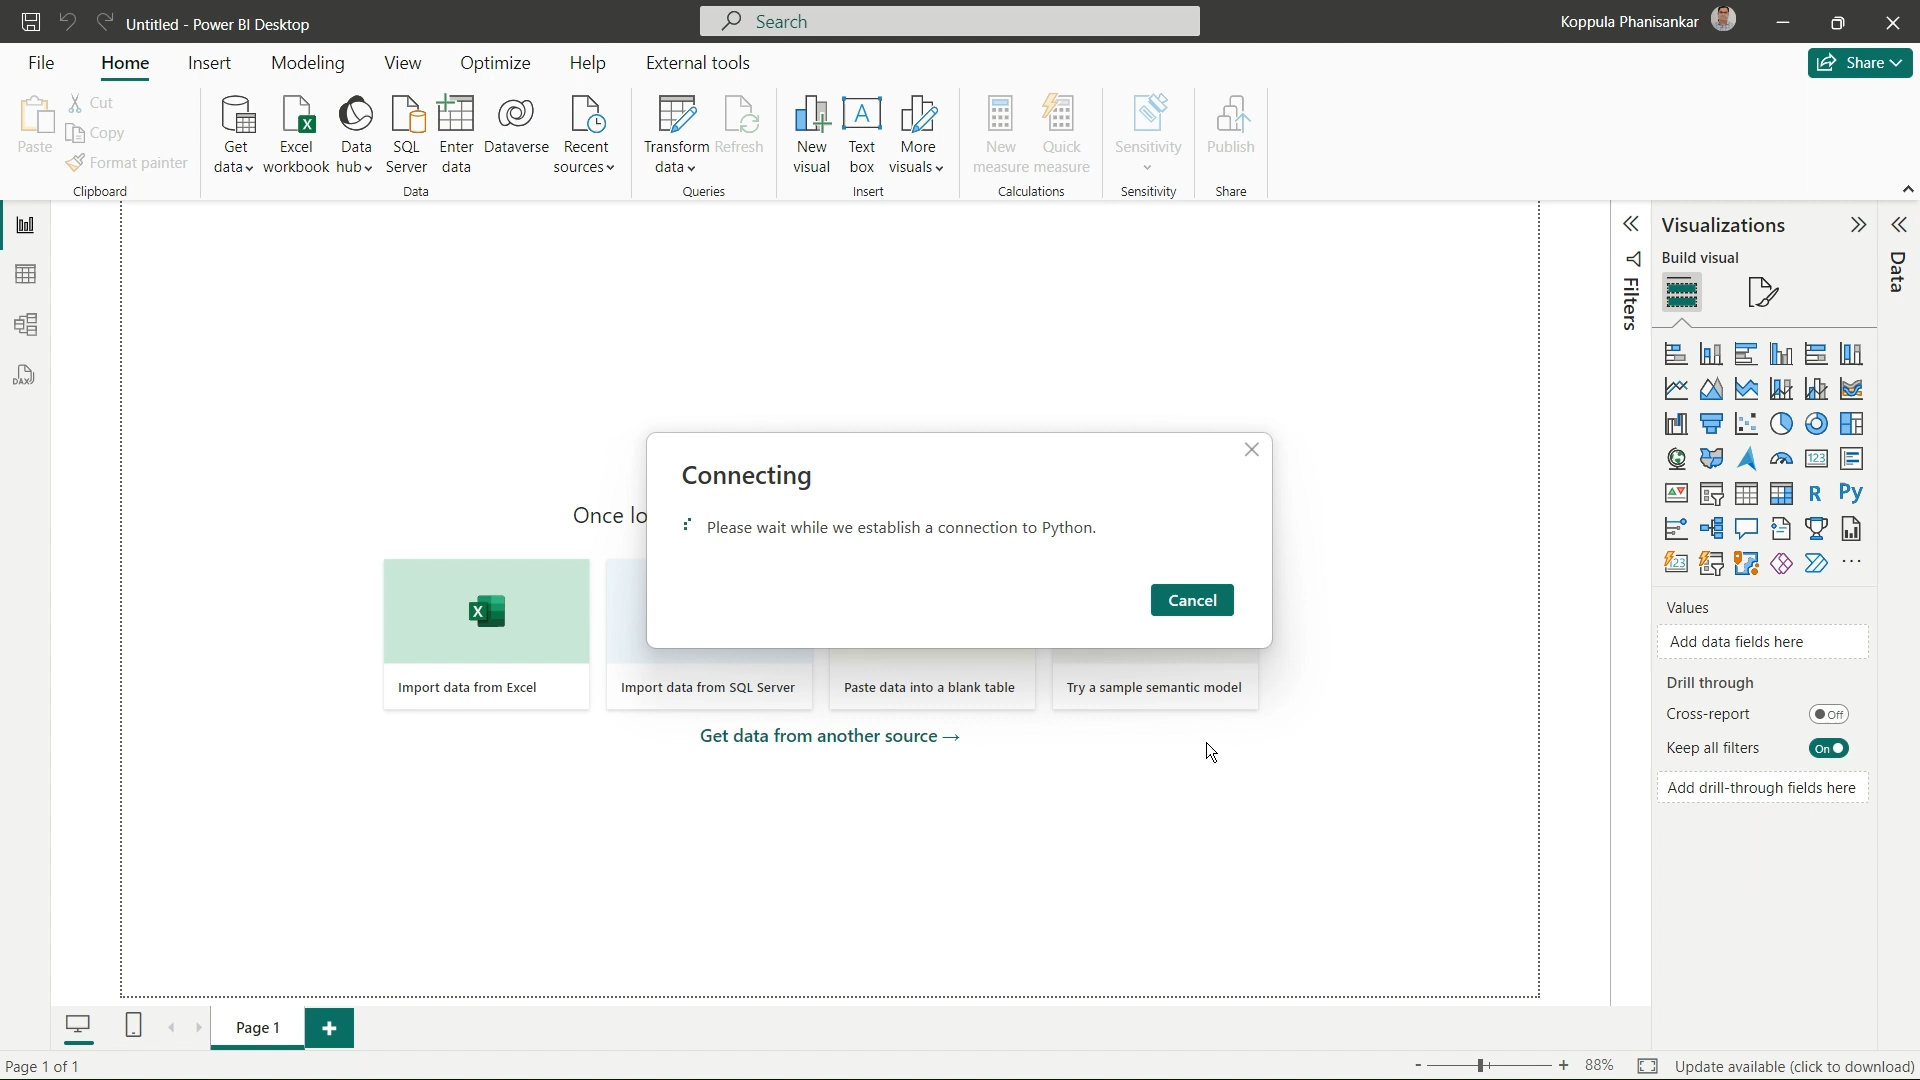 Untitled - Power BI Desktop
Search
Koppula Phanisankar
File Home Insert Modeling View Optimize Help External tools
Share
Paste
Cut
Copy
Format painter
Clipboard
Get data
Excel workbook
Data hub
SQL Server
Enter data
Dataverse
Recent sources
Data
Transform data
Refresh
Queries
New visual
Text box
More visuals
Insert
New measure
Quick measure
Calculations
Sensitivity
Sensitivity
Publish
Share
Connecting
Please wait while we establish a connection to Python.
Cancel
Once lo
Import data from Excel
Import data from SQL Server
Paste data into a blank table
Try a sample semantic model
Get data from another source →
Filters
Visualizations
Build visual
Data
123
R
Py
123
DAX
A
X
X
Values
Add data fields here
Drill through
Cross-report
Off
Keep all filters
On
Add drill-through fields here
Page 1
Page 1 of 1
- + 88%
Update available (click to download)